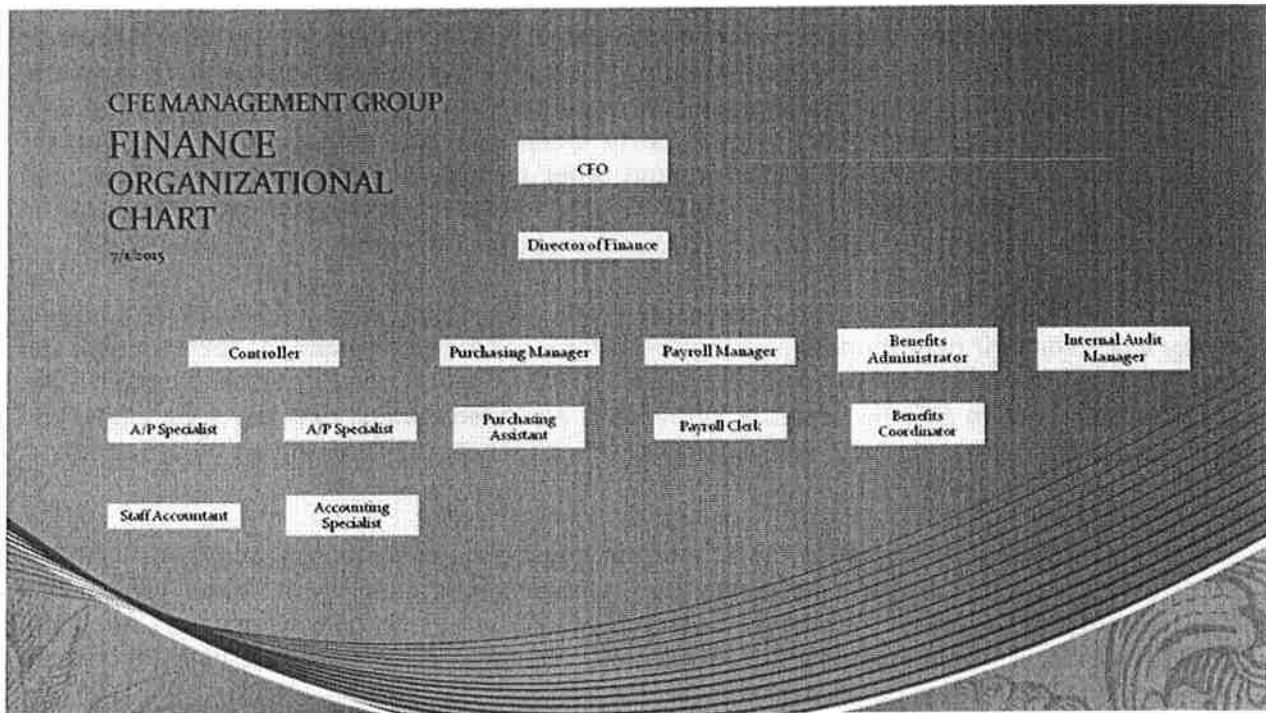 CFE MANAGEMENT GROUP
FINANCE
ORGANIZATIONAL
CHART
7/1/2015
CFO
Director of Finance
Controller
Purchasing Manager
Payroll Manager
Benefits
Administrator
Internal Audit
Manager
A/P Specialist
A/P Specialist
Purchasing
Assistant
Payroll Clerk
Benefits
Coordinator
Staff Accountant
Accounting
Specialist